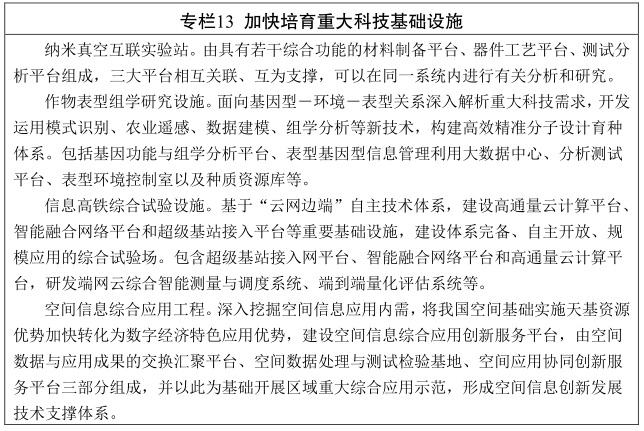 专栏13 加快培育重大科技基础设施
纳米真空互联实验站。由具有若干综合功能的材料制备平台、器件工艺平台、测试分
析平台组成，三大平台相互关联、互为支撑，可以在同一系统内进行有关分析和研究。
作物表型组学研究设施。面向基因型－环境－表型关系深入解析重大科技需求，开发
运用模式识别、农业遥感、数据建模、组学分析等新技术，构建高效精准分子设计育种
体系。包括基因功能与组学分析平台、表型基因型信息管理利用大数据中心、分析测试
平台、表型环境控制室以及种质资源库等。
信息高铁综合试验设施。基于“云网边端”自主技术体系，建设高通量云计算平台、
智能融合网络平台和超级基站接入平台等重要基础设施，建设体系完备、自主开放、规
模应用的综合试验场。包含超级基站接入网平台、智能融合网络平台和高通量云计算平
台，研发端网云综合智能测量与调度系统、端到端量化评估系统等。
空间信息综合应用工程。深入挖掘空间信息应用内需，将我国空间基础实施天基资源
优势加快转化为数字经济特色应用优势，建设空间信息综合应用创新服务平台，由空间
数据与应用成果的交换汇聚平台、空间数据处理与测试检验基地、空间应用协同创新服
务平台三部分组成，并以此为基础开展区域重大综合应用示范，形成空间信息创新发展
技术支撑体系。